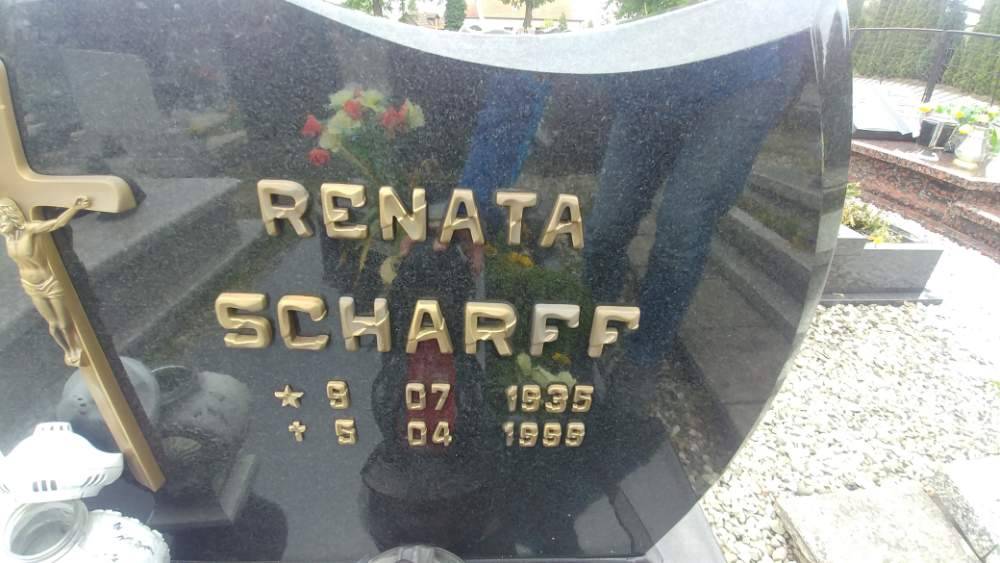 RENATA
SCHARFF
* 9 07 1935
† 5 04 1999